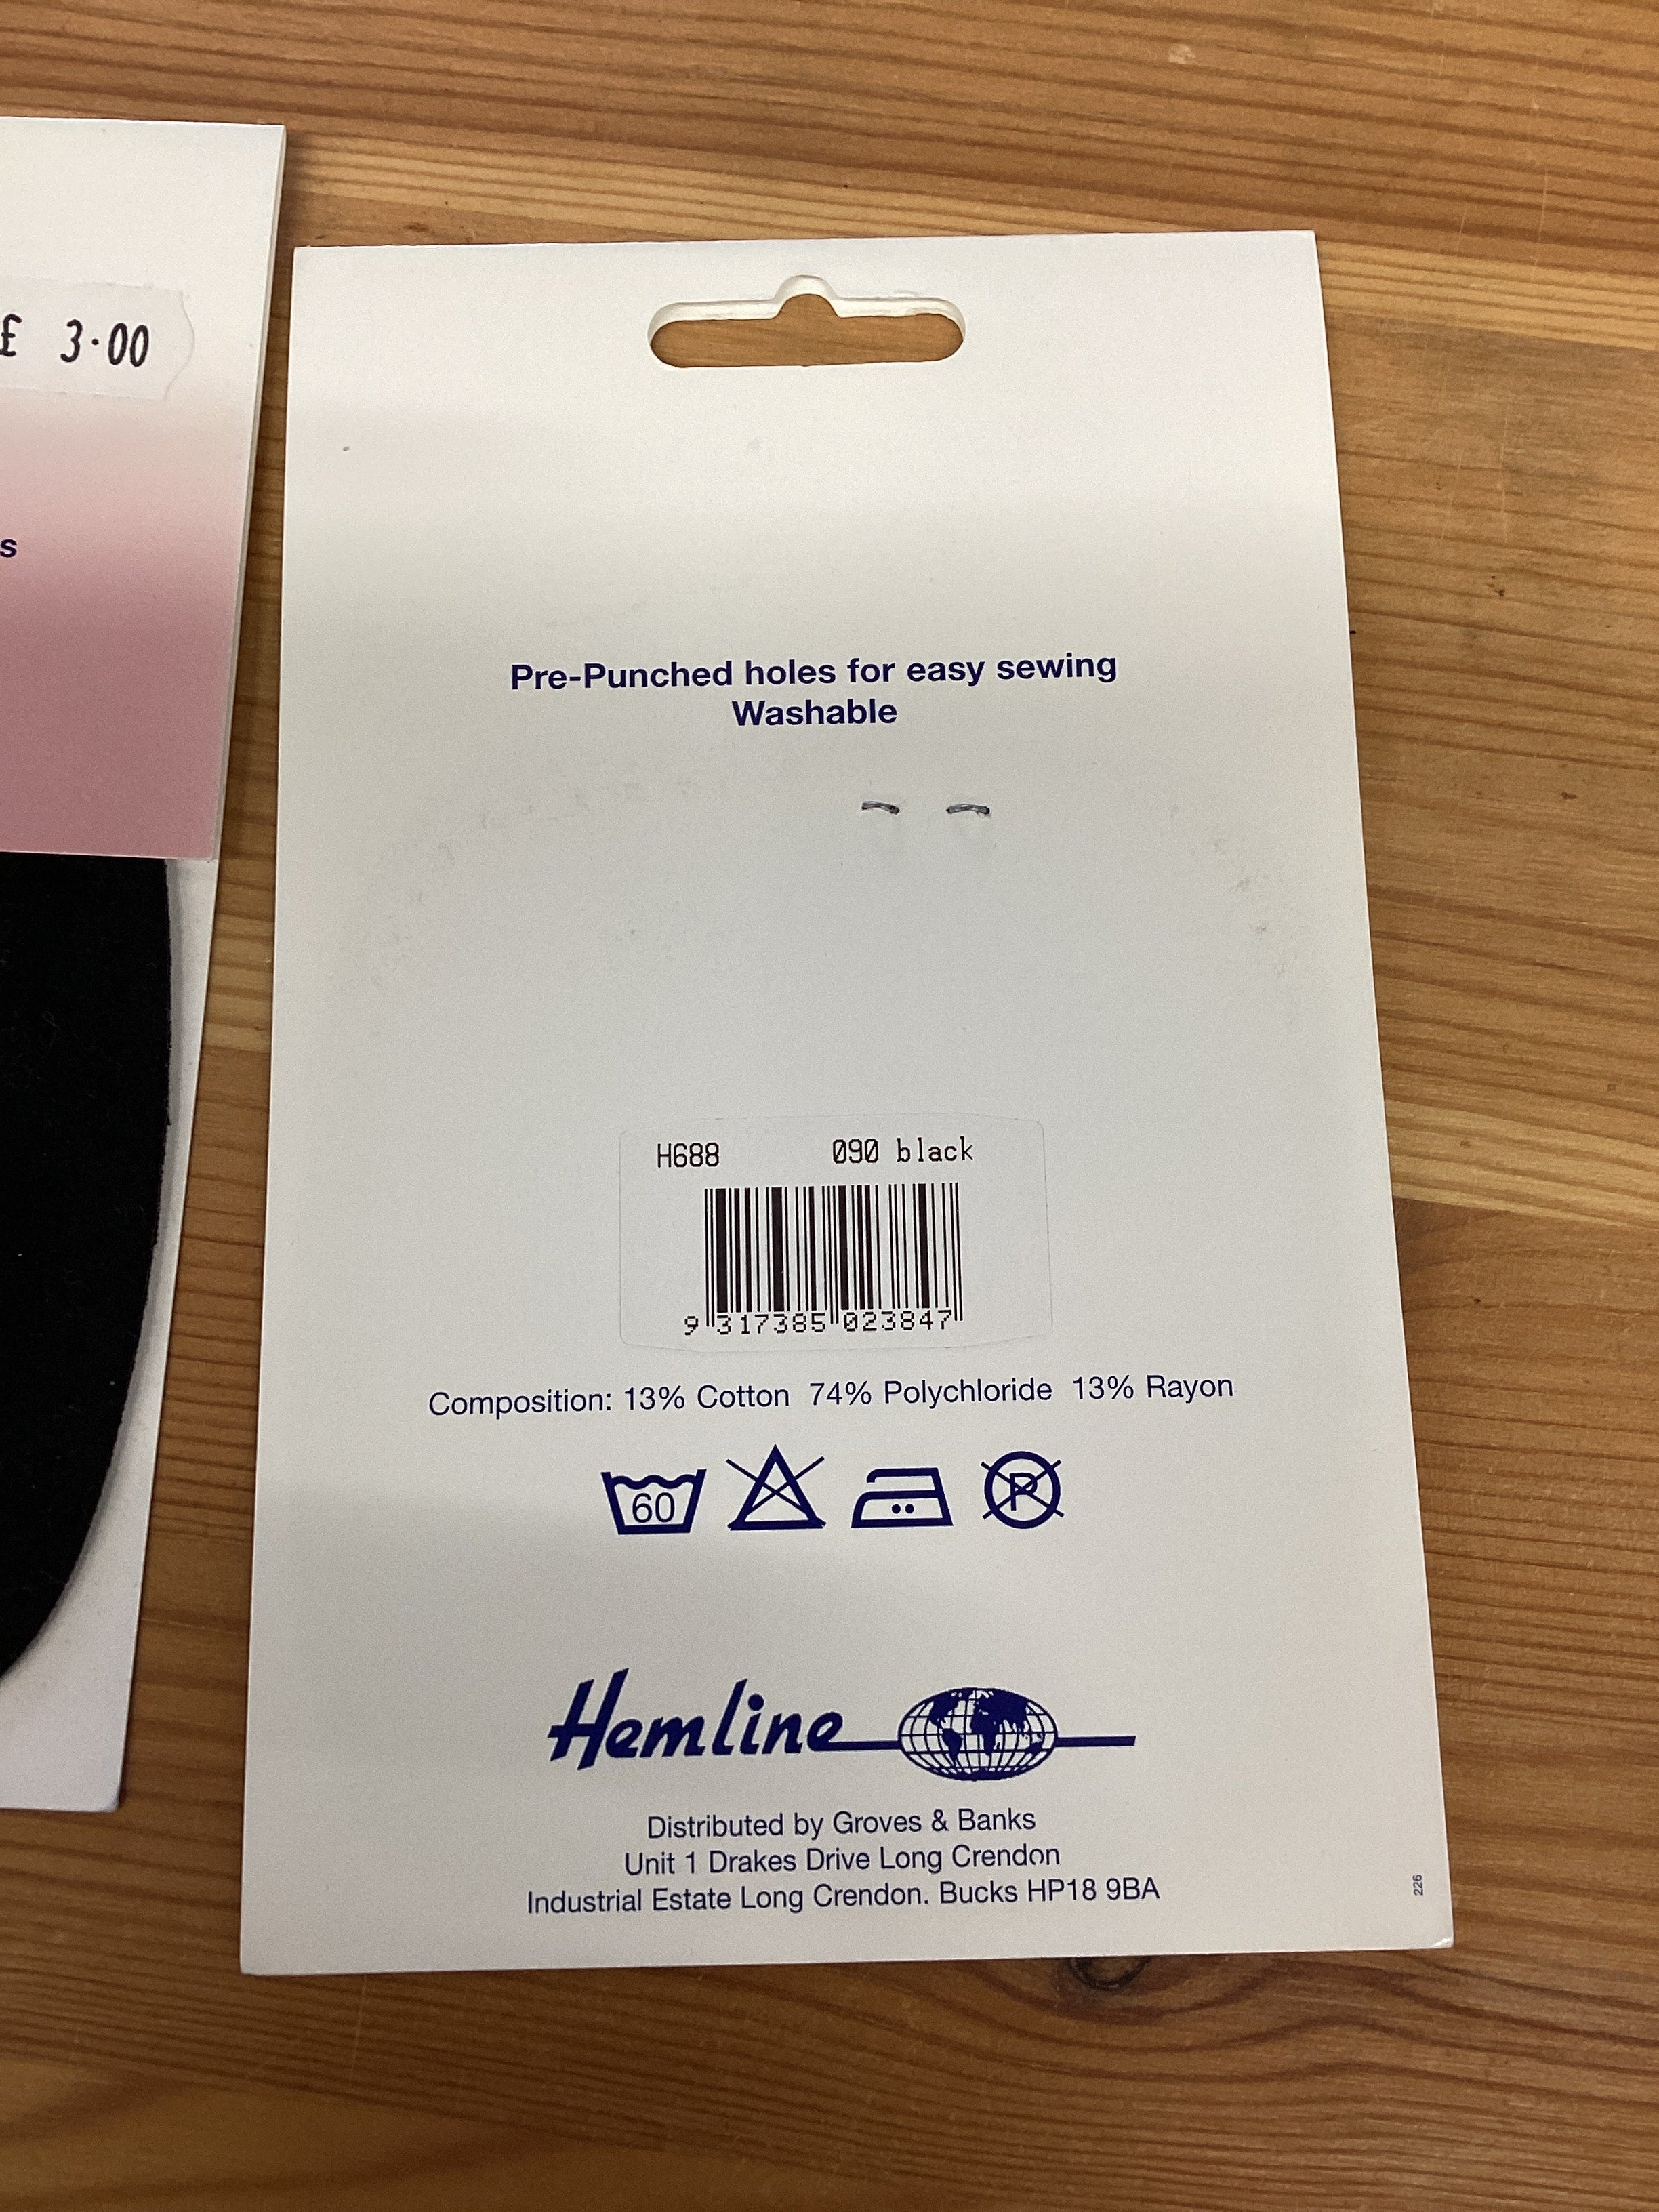 £ 3.00
s
Pre-Punched holes for easy sewing
Washable
H688 090 black
9 317385 023847
Composition: 13% Cotton 74% Polychloride 13% Rayon
60
P
Hemline
Distributed by Groves & Banks
Unit 1 Drakes Drive Long Crendon
Industrial Estate Long Crendon. Bucks HP18 9BA
226